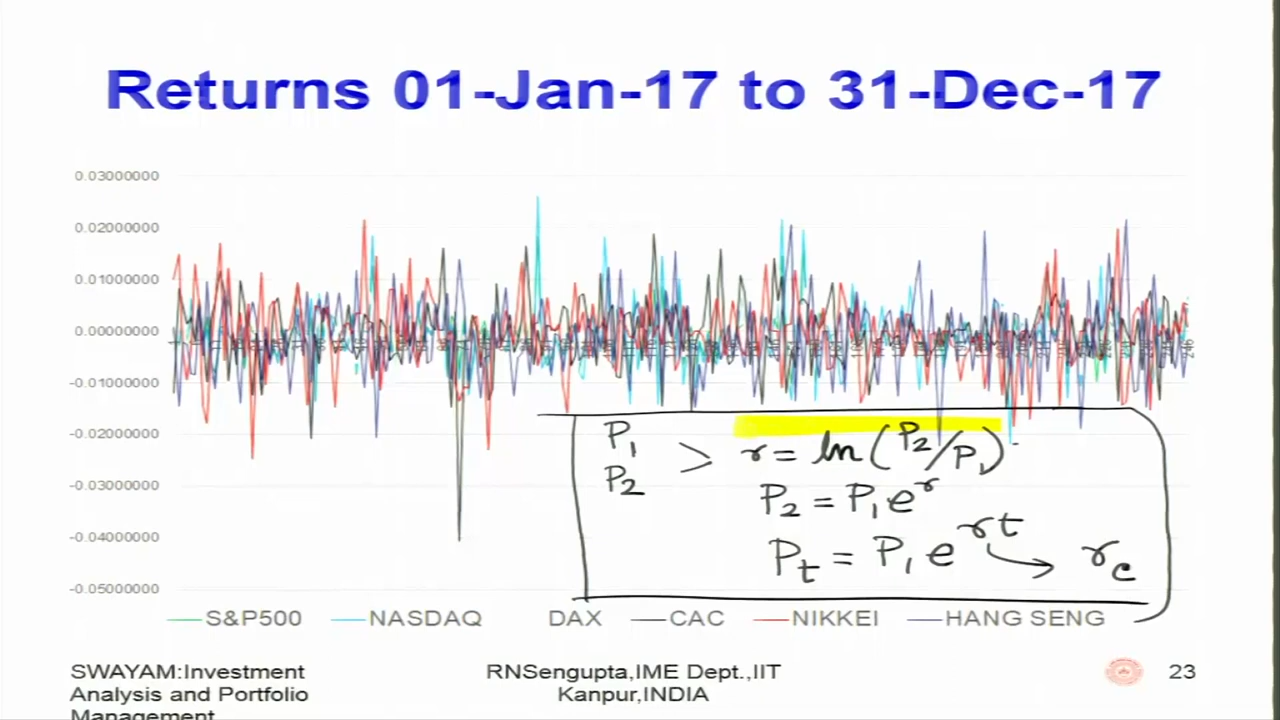 Returns 01-Jan-17 to 31-Dec-17
0.03000000
0.02000000
0.01000000
0.00000000
-0.01000000
-0.02000000
-0.03000000
-0.04000000
-0.05000000
P₁
P₂
> r = ln(P₂/P₁)
P₂ = P₁e^r
P_t = P₁e^rt → r_c
S&P500 NASDAQ DAX CAC NIKKEI HANG SENG
SWAYAM:Investment
Analysis and Portfolio
Management
RNSengupta,IME Dept.,IIT
Kanpur,INDIA
23